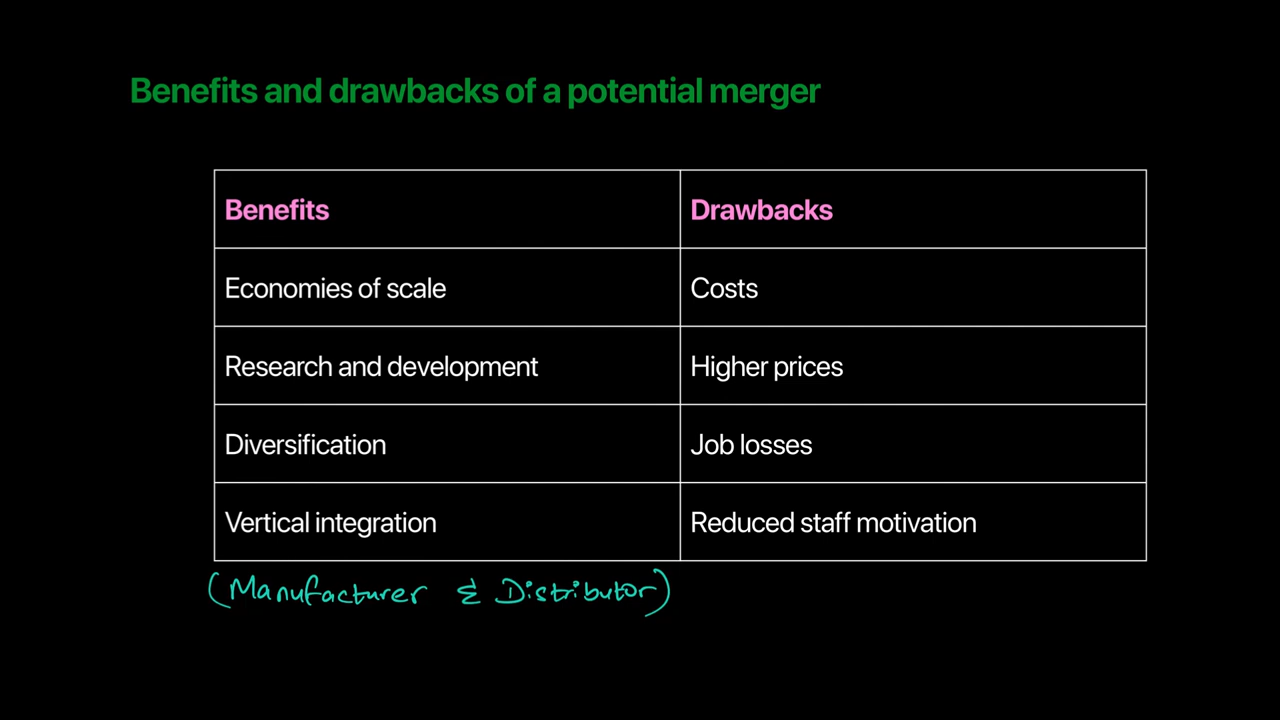 Benefits and drawbacks of a potential merger
Benefits Drawbacks
Economies of scale Costs
Research and development Higher prices
Diversification Job losses
Vertical integration Reduced staff motivation
(Manufacturer & Distributor)